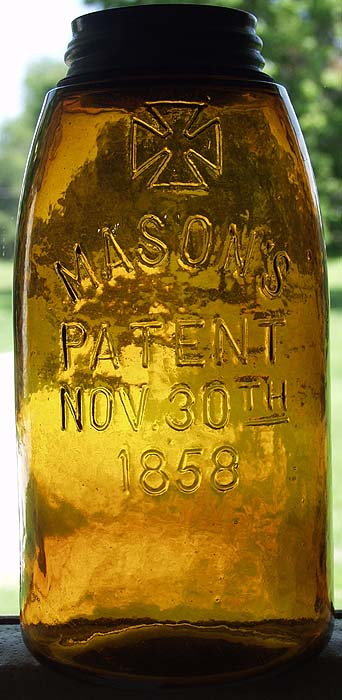 MASON'S
PATENT
NOV 30TH
1858